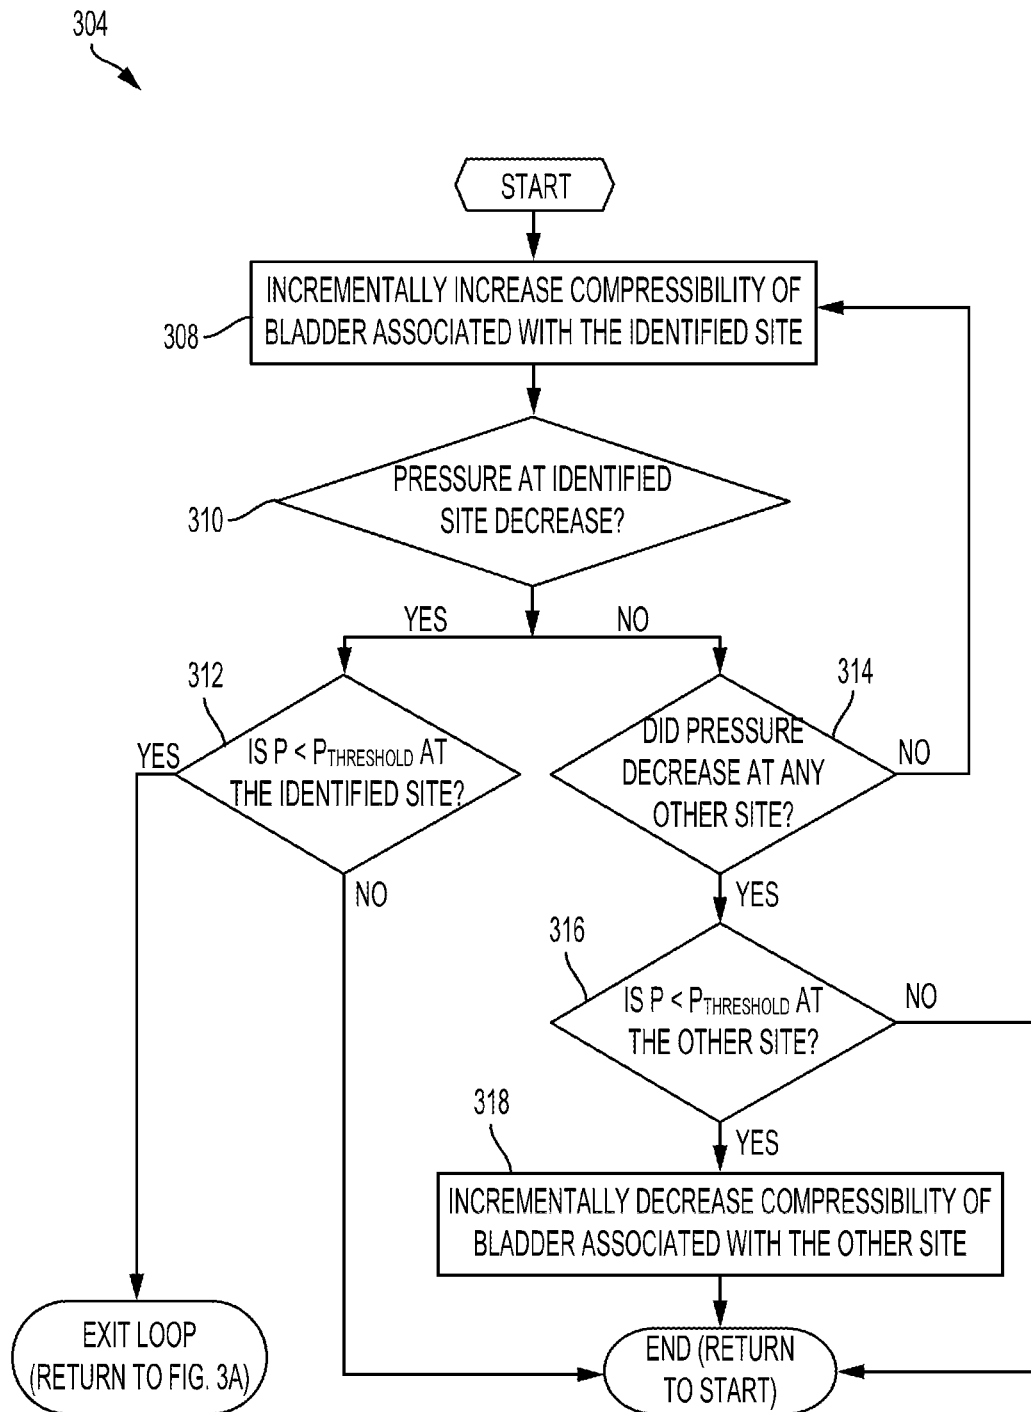 304
START
INCREMENTALLY INCREASE COMPRESSIBILITY OF
BLADDER ASSOCIATED WITH THE IDENTIFIED SITE
308
PRESSURE AT IDENTIFIED
SITE DECREASE?
310
YES
NO
312
IS P < PTHRESHOLD AT
THE IDENTIFIED SITE?
YES
NO
314
DID PRESSURE
DECREASE AT ANY
OTHER SITE?
NO
YES
316
IS P < PTHRESHOLD AT
THE OTHER SITE?
NO
YES
318
INCREMENTALLY DECREASE COMPRESSIBILITY OF
BLADDER ASSOCIATED WITH THE OTHER SITE
EXIT LOOP
(RETURN TO FIG. 3A)
END (RETURN
TO START)